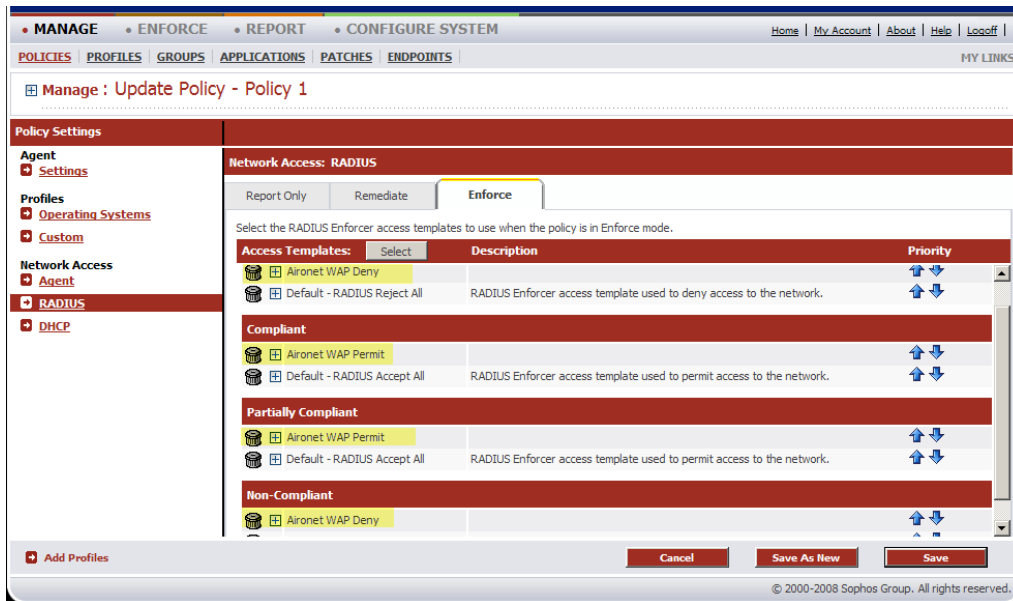 • MANAGE • ENFORCE • REPORT • CONFIGURE SYSTEM Home | My Account | About | Help | Logoff |
POLICIES | PROFILES | GROUPS | APPLICATIONS | PATCHES | ENDPOINTS | MY LINKS
Manage : Update Policy - Policy 1
Policy Settings
Agent
Settings
Profiles
Operating Systems
Custom
Network Access
Agent
RADIUS
DHCP
Network Access: RADIUS
Report Only Remediate Enforce
Select the RADIUS Enforcer access templates to use when the policy is in Enforce mode.
Access Templates: Select Description Priority
Aironet WAP Deny
Default - RADIUS Reject All RADIUS Enforcer access template used to deny access to the network.
Compliant
Aironet WAP Permit
Default - RADIUS Accept All RADIUS Enforcer access template used to permit access to the network.
Partially Compliant
Aironet WAP Permit
Default - RADIUS Accept All RADIUS Enforcer access template used to permit access to the network.
Non-Compliant
Aironet WAP Deny
Add Profiles Cancel Save As New Save
© 2000-2008 Sophos Group. All rights reserved.